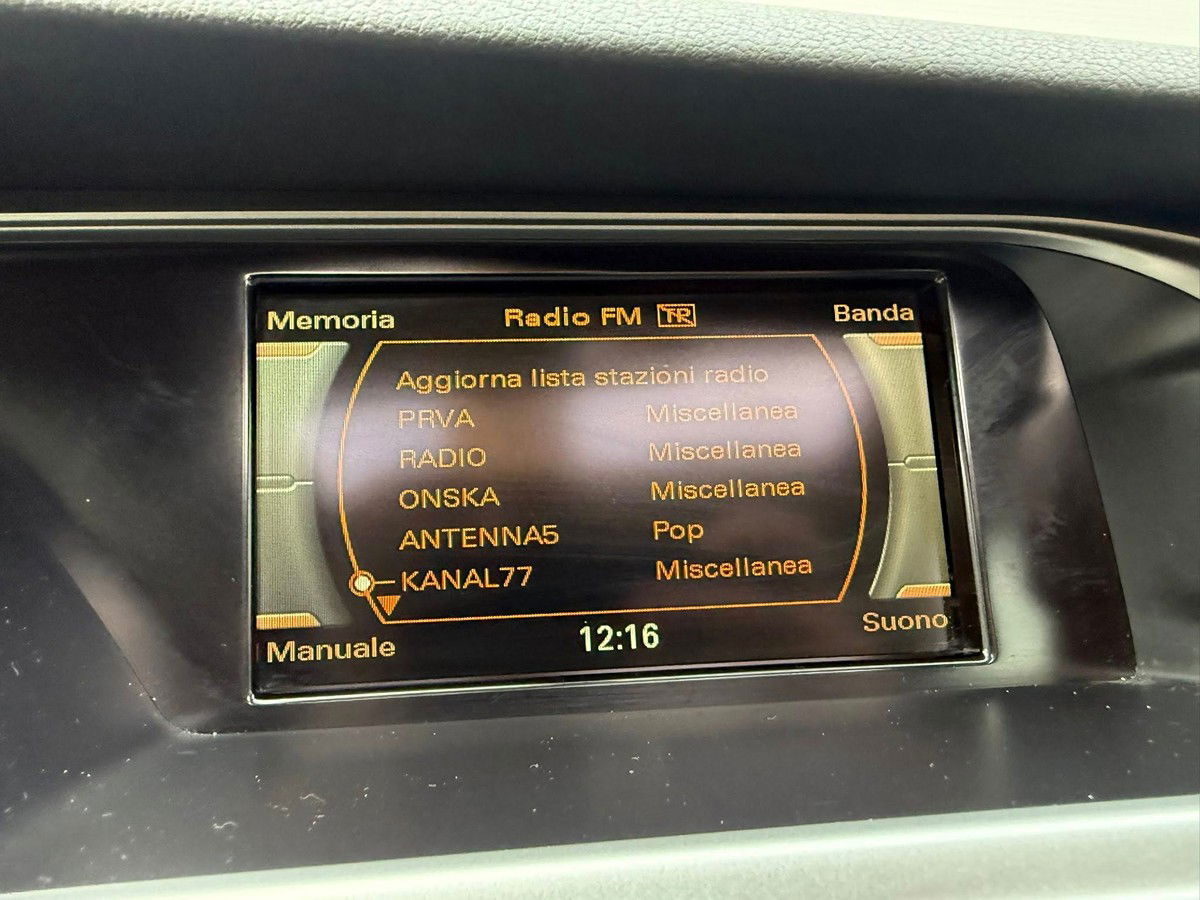 Memoria Radio FM TP Banda
Aggiorna lista stazioni radio
PRVA Miscellanea
RADIO Miscellanea
ONSKA Miscellanea
ANTENNA5 Pop
KANAL77 Miscellanea
Manuale 12:16 Suono